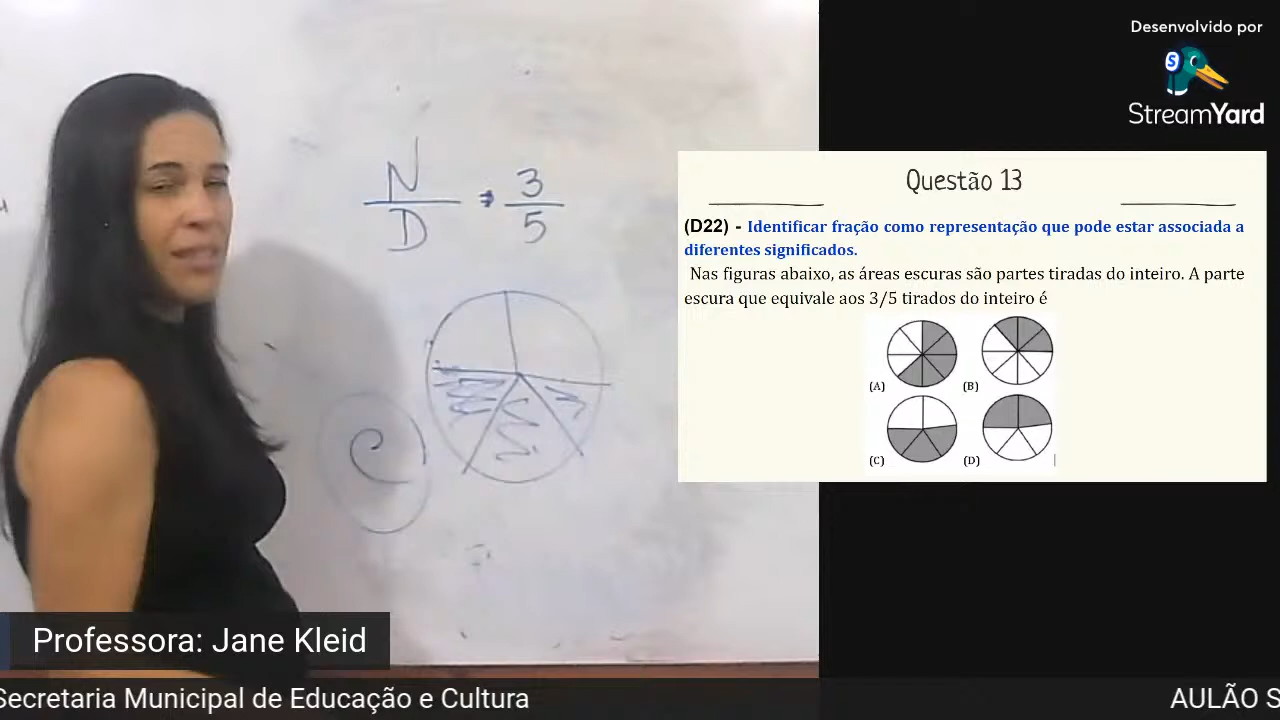 N
D
3
5
C
Desenvolvido por
S
StreamYard
Questão 13
(D22) - Identificar fração como representação que pode estar associada a
diferentes significados.
Nas figuras abaixo, as áreas escuras são partes tiradas do inteiro. A parte
escura que equivale aos 3/5 tirados do inteiro é
(A) (B)
(C) (D)
Professora: Jane Kleid
Secretaria Municipal de Educação e Cultura
AULÃO S